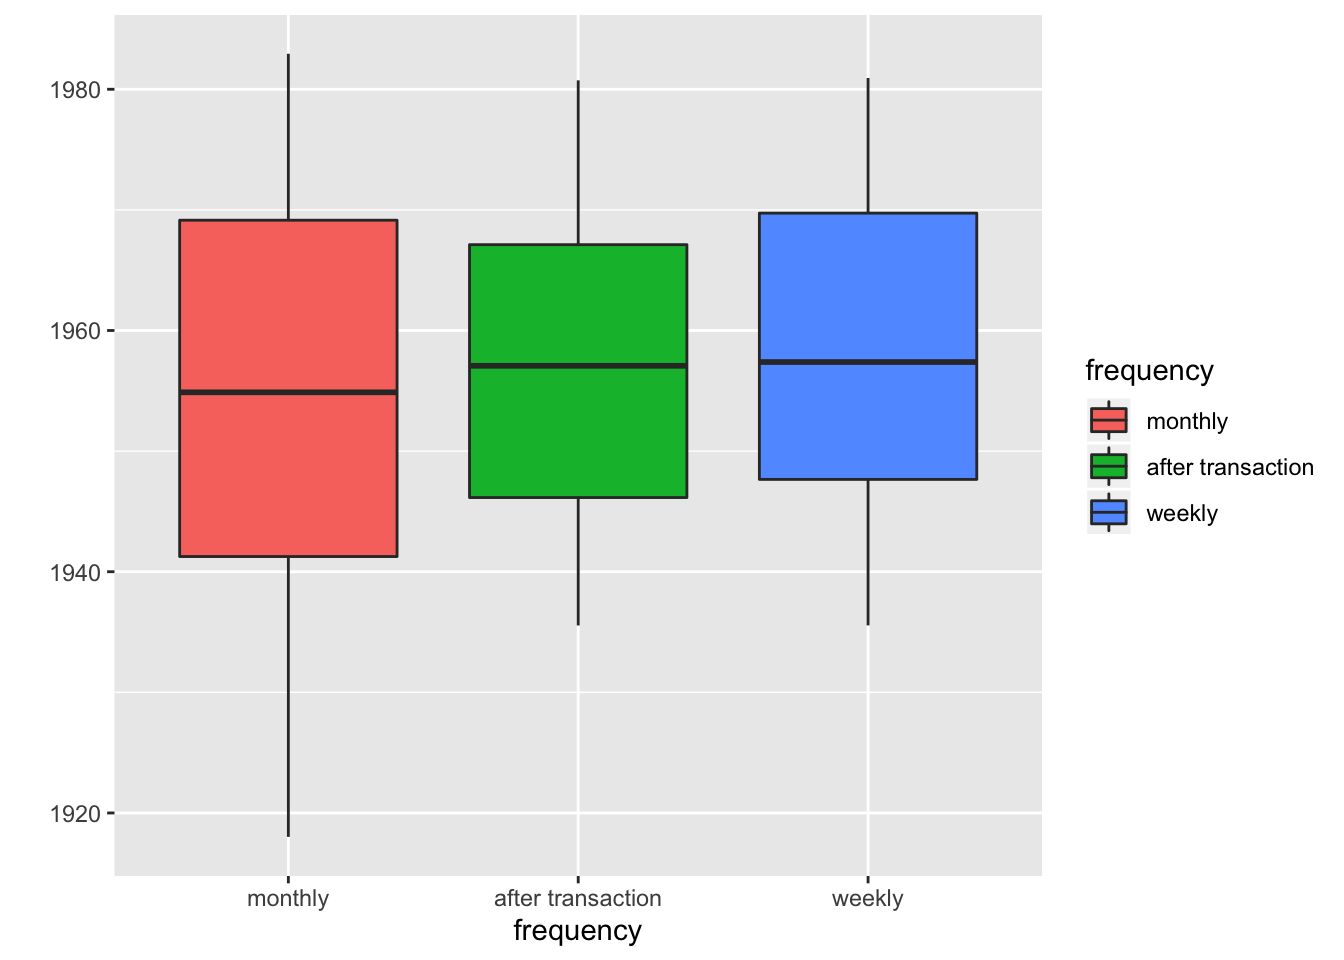 1980
1960
1940
1920
monthly
after transaction
weekly
frequency
frequency
monthly
after transaction
weekly